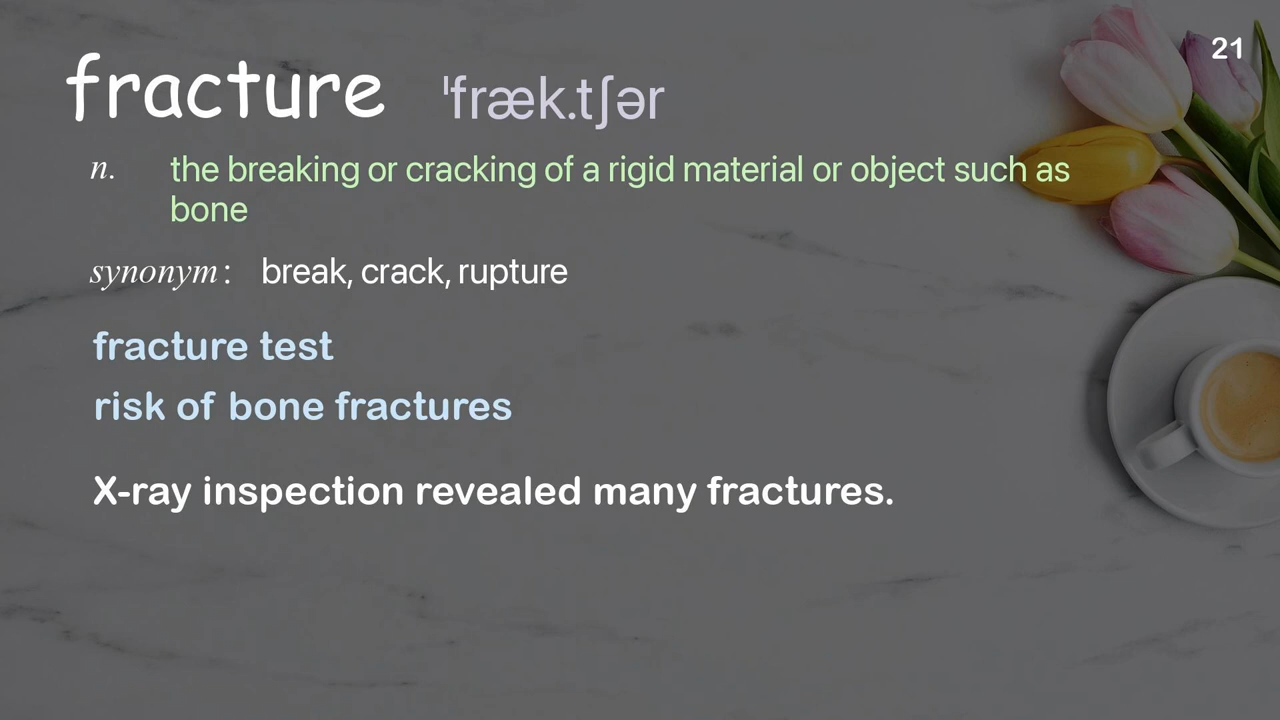 21
fracture ˈfræk.tʃər
n. the breaking or cracking of a rigid material or object such as
bone
synonym: break, crack, rupture
fracture test
risk of bone fractures
X-ray inspection revealed many fractures.